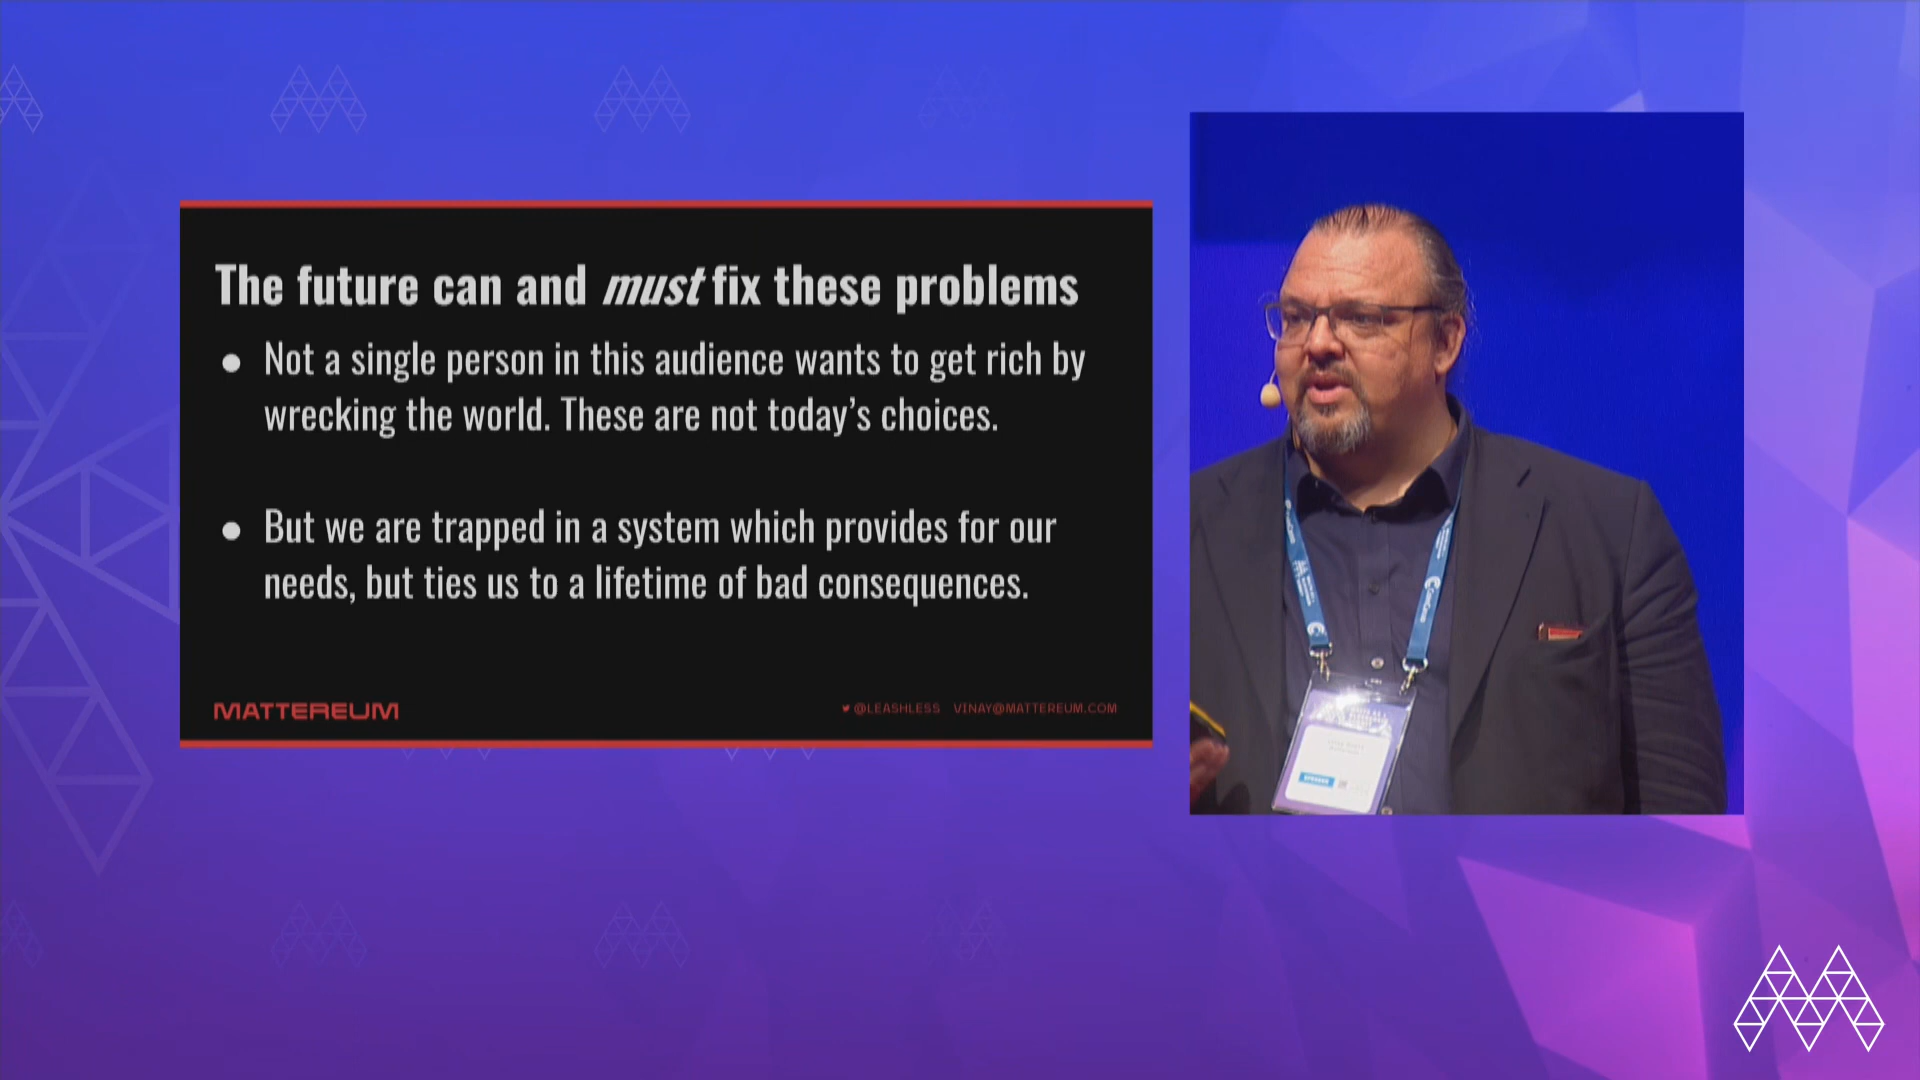 The future can and must fix these problems
● Not a single person in this audience wants to get rich by
wrecking the world. These are not today’s choices.
● But we are trapped in a system which provides for our
needs, but ties us to a lifetime of bad consequences.
MATTEREUM
@LEASHLESS VINAY@MATTEREUM.COM
SPEAKER